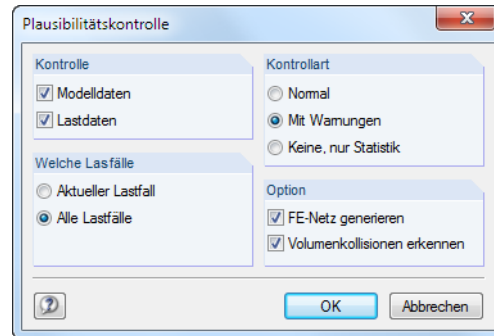 Plausibilitätskontrolle
Kontrolle
Modelldaten
Lastdaten
Welche Lasfälle
Aktueller Lastfall
Alle Lastfälle
Kontrollart
Normal
Mit Warnungen
Keine, nur Statistik
Option
FE-Netz generieren
Volumenkollisionen erkennen
OK
Abbrechen